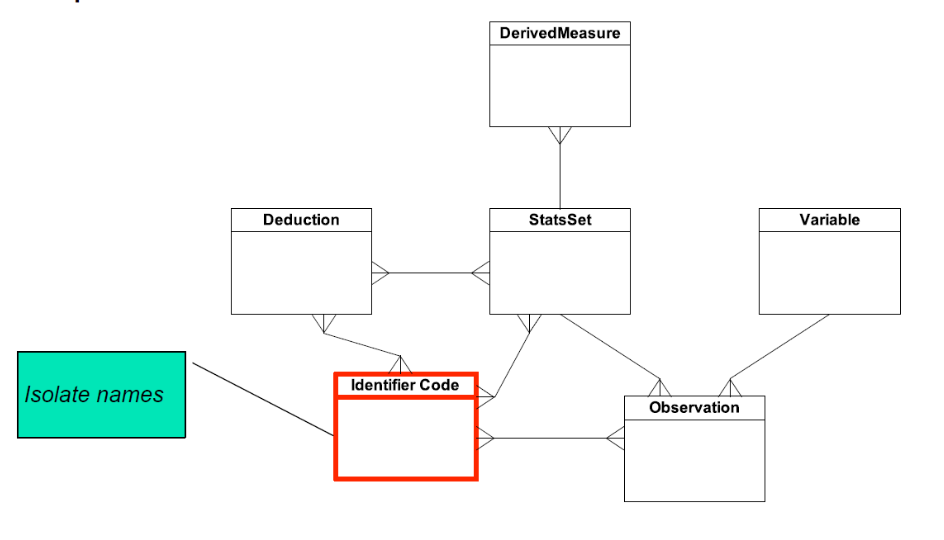 DerivedMeasure
Deduction
StatsSet
Variable
Isolate names
Identifier Code
Observation